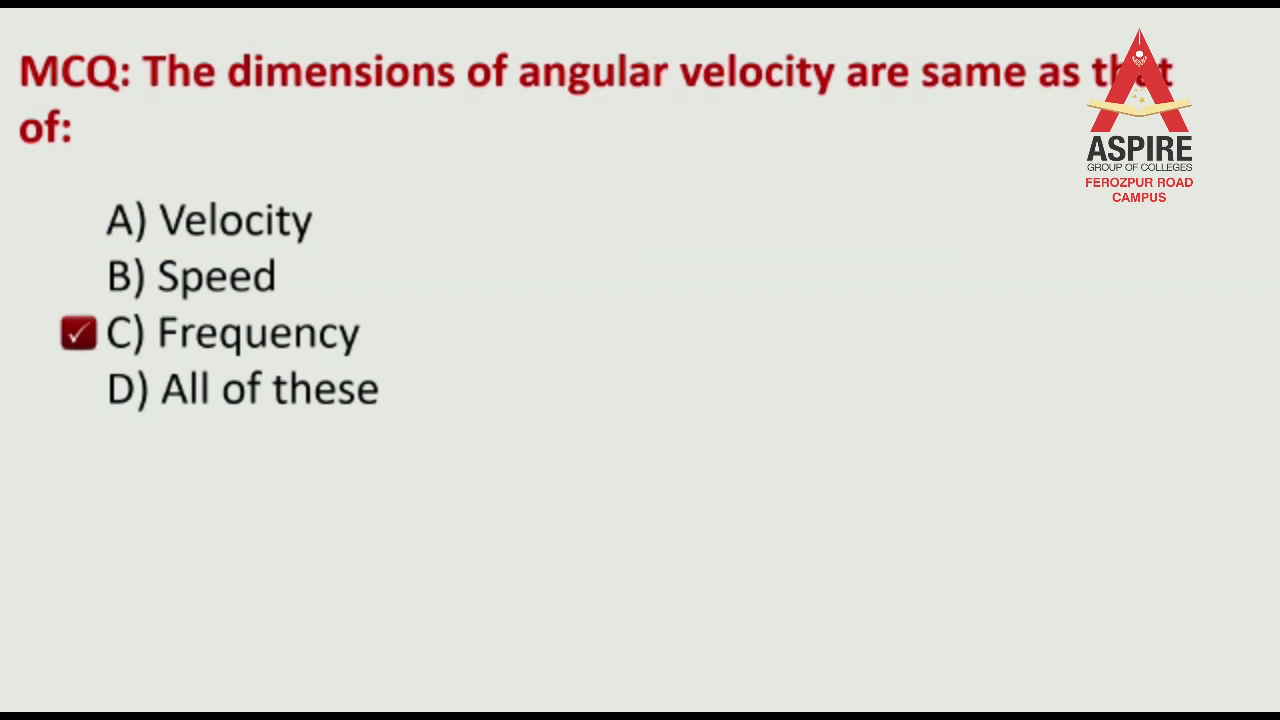 MCQ: The dimensions of angular velocity are same as that
of:
A) Velocity
B) Speed
C) Frequency
D) All of these
ASPIRE
GROUP OF COLLEGES
FEROZPUR ROAD
CAMPUS